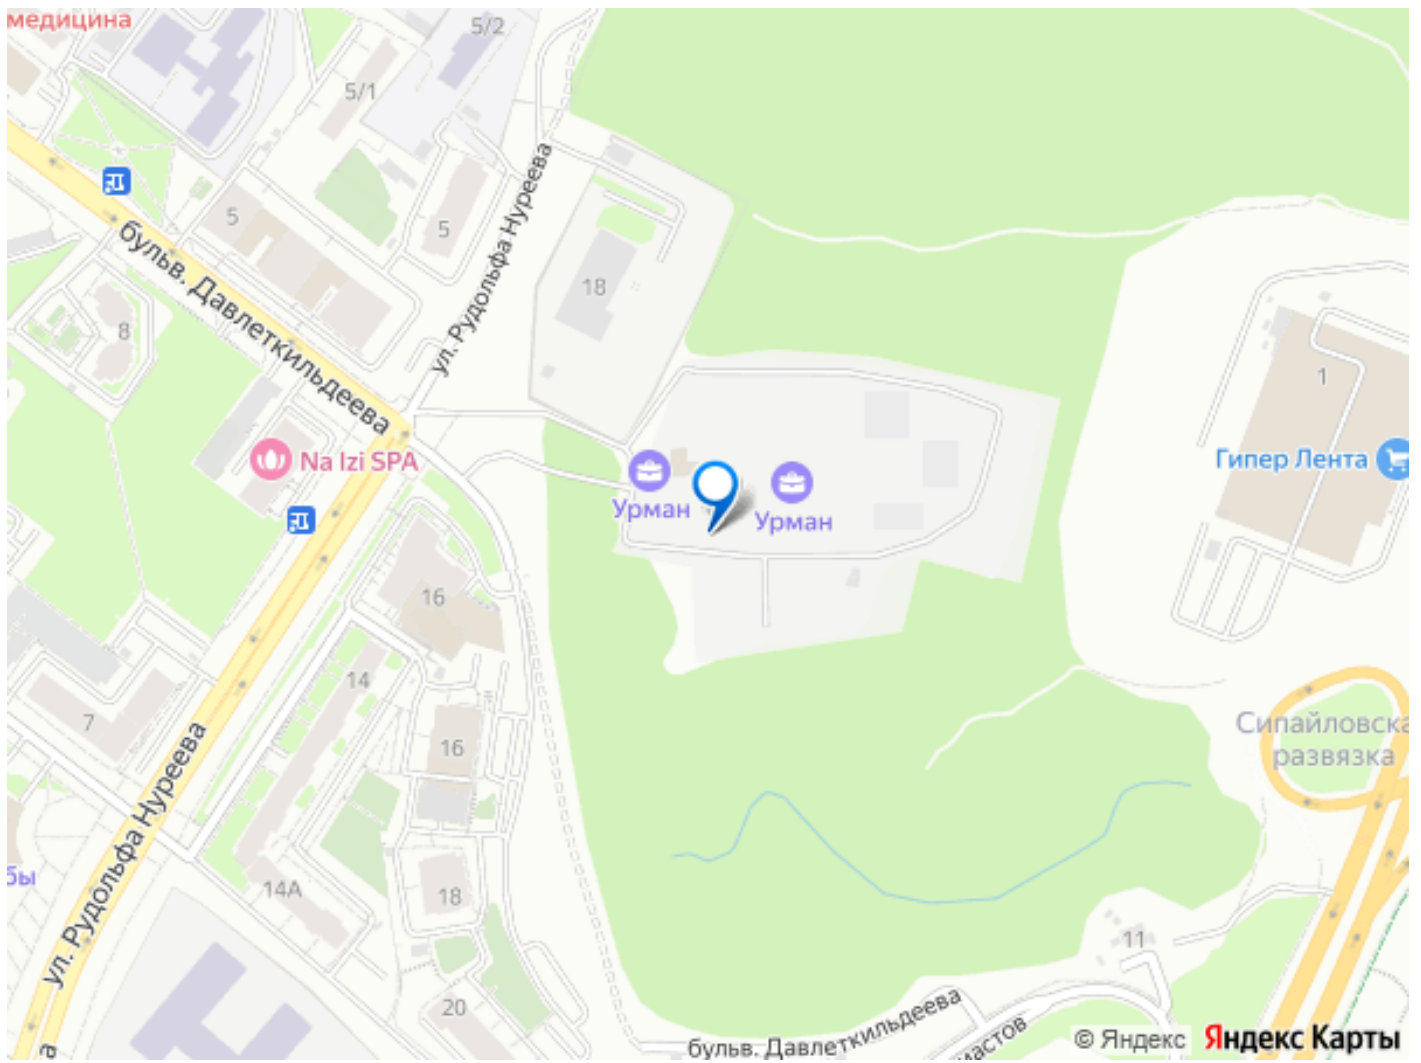 медицина
5/2
5/1
5
5
ул. Рудольфа Нуреева
бульв. Давлеткильдеева
18
8
1
Гипер Лента
Na Izi SPA
Урман
Урман
16
14
7
16
Сипайловска
развязка
ул. Рудольфа Нуреева
бы
14А
18
11
20
бульв. Давлеткильдеева
иастов
а
© Яндекс
Яндекс Карты